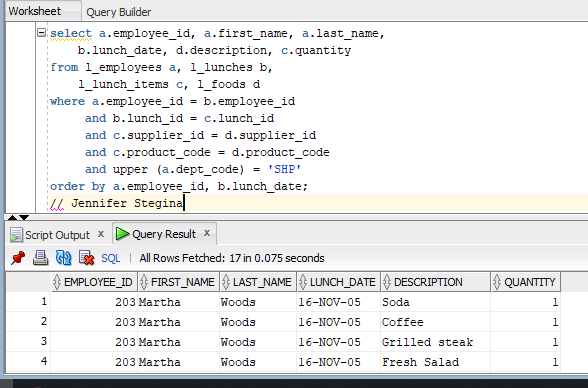 Worksheet Query Builder
select a.employee_id, a.first_name, a.last_name,
b.lunch_date, d.description, c.quantity
from l_employees a, l_lunches b,
l_lunch_items c, l_foods d
where a.employee_id = b.employee_id
and b.lunch_id = c.lunch_id
and c.supplier_id = d.supplier_id
and c.product_code = d.product_code
and upper (a.dept_code) = 'SHP'
order by a.employee_id, b.lunch_date;
// Jennifer Stegina
Script Output x Query Result x
SQL | All Rows Fetched: 17 in 0.075 seconds
EMPLOYEE_ID FIRST_NAME LAST_NAME LUNCH_DATE DESCRIPTION QUANTITY
1 203 Martha Woods 16-NOV-05 Soda 1
2 203 Martha Woods 16-NOV-05 Coffee 1
3 203 Martha Woods 16-NOV-05 Grilled steak 1
4 203 Martha Woods 16-NOV-05 Fresh Salad 1